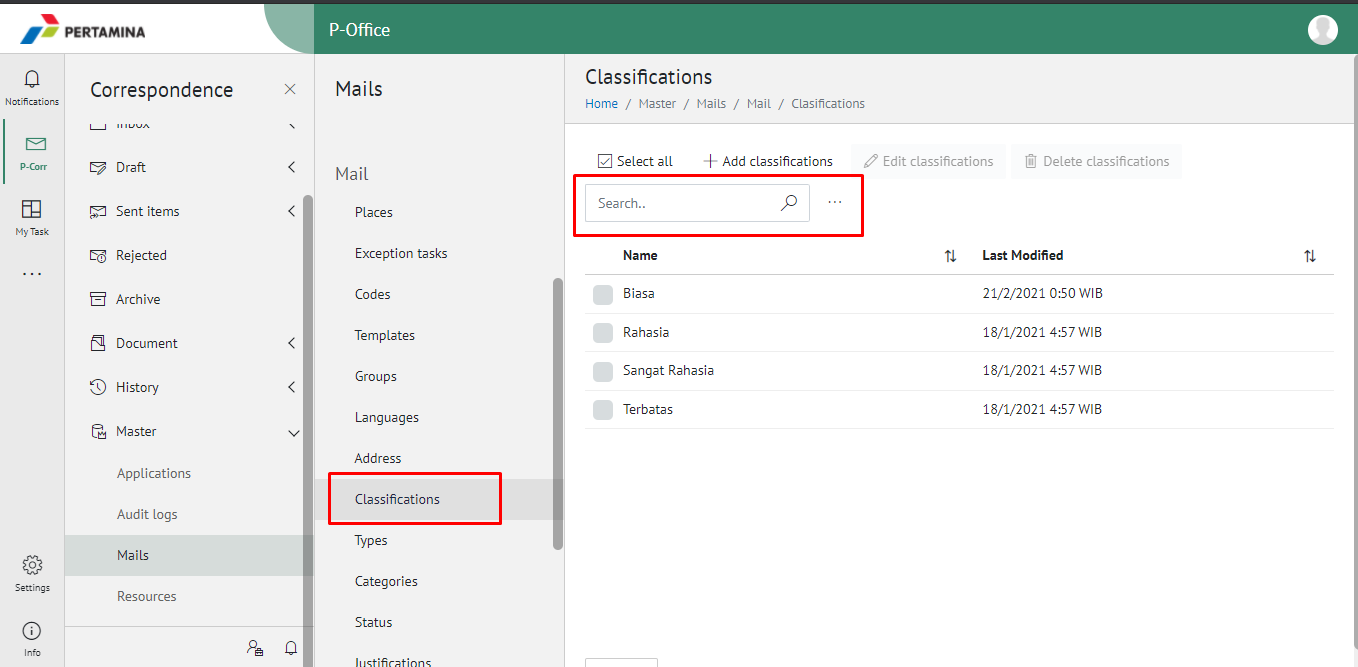 PERTAMINA
P-Office
Notifications
P-Corr
My Task
...
Settings
Info
Correspondence
Inbox
Draft
Sent items
Rejected
Archive
Document
History
Master
Applications
Audit logs
Mails
Resources
Mails
Mail
Places
Exception tasks
Codes
Templates
Groups
Languages
Address
Classifications
Types
Categories
Status
Justifications
Classifications
Home / Master / Mails / Mail / Clasifications
Select all Add classifications Edit classifications Delete classifications
Search.. ...
Name Last Modified
Biasa 21/2/2021 0:50 WIB
Rahasia 18/1/2021 4:57 WIB
Sangat Rahasia 18/1/2021 4:57 WIB
Terbatas 18/1/2021 4:57 WIB